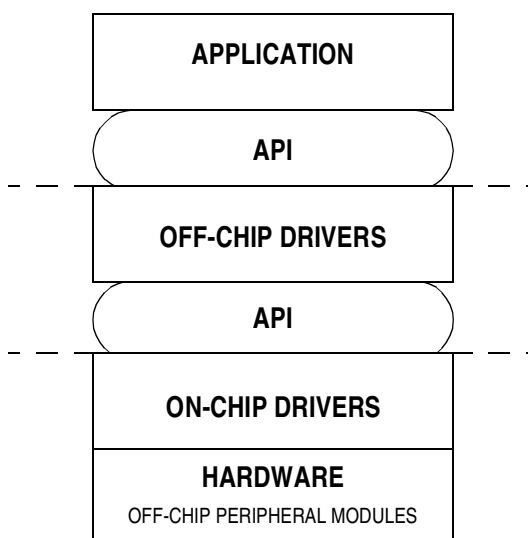 APPLICATION
API
OFF-CHIP DRIVERS
API
ON-CHIP DRIVERS
HARDWARE
OFF-CHIP PERIPHERAL MODULES